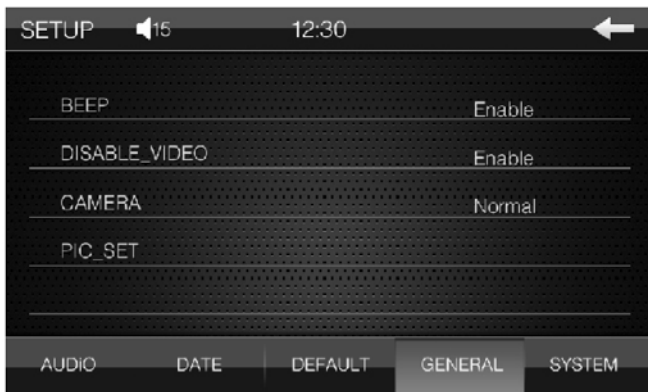 SETUP 15 12:30
BEEP Enable
DISABLE_VIDEO Enable
CAMERA Normal
PIC_SET
AUDiO DATE DEFAULT GENERAL SYSTEM